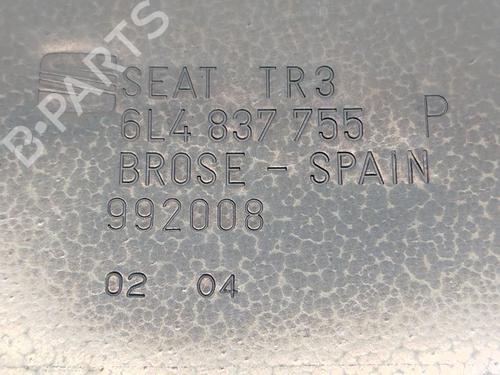 SEAT TR3
6L4 837 755 P
BROSE - SPAIN
992008
02 04
B-PARTS